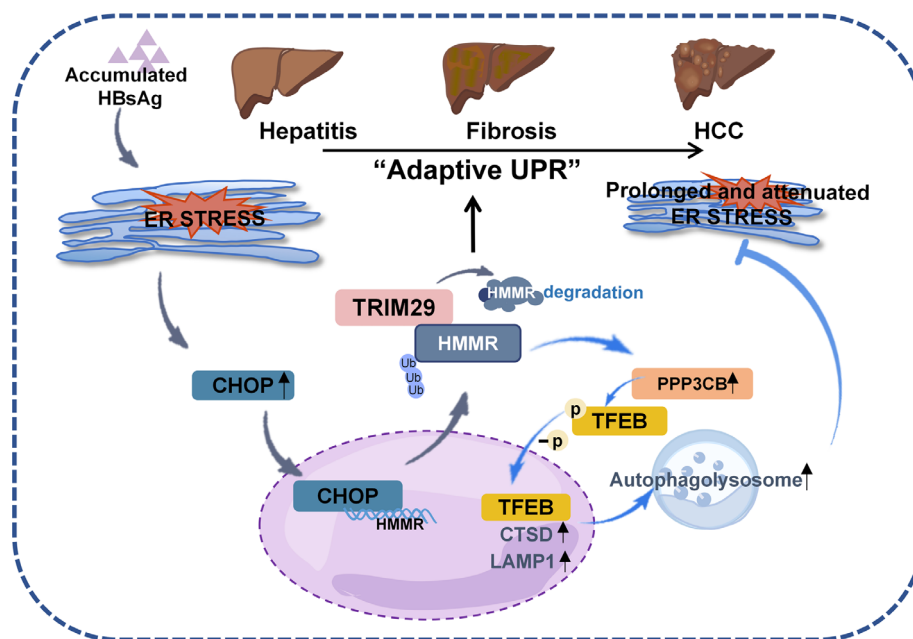 Accumulated
HBsAg
Hepatitis
Fibrosis
HCC
“Adaptive UPR”
ER STRESS
Prolonged and attenuated
ER STRESS
TRIM29
HMMR
degradation
HMMR
Ub
Ub
Ub
CHOP
PPP3CB
p
TFEB
–p
CHOP
HMMR
TFEB
CTSD
LAMP1
Autophagolysosome